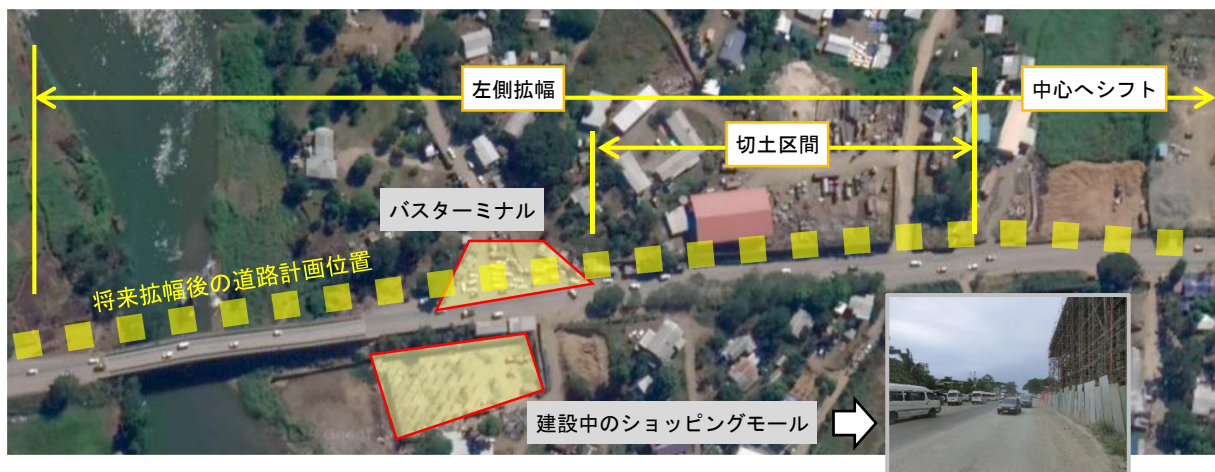 左側拡幅
中心へシフト
切土区間
バスターミナル
将来拡幅後の道路計画位置
建設中のショッピングモール